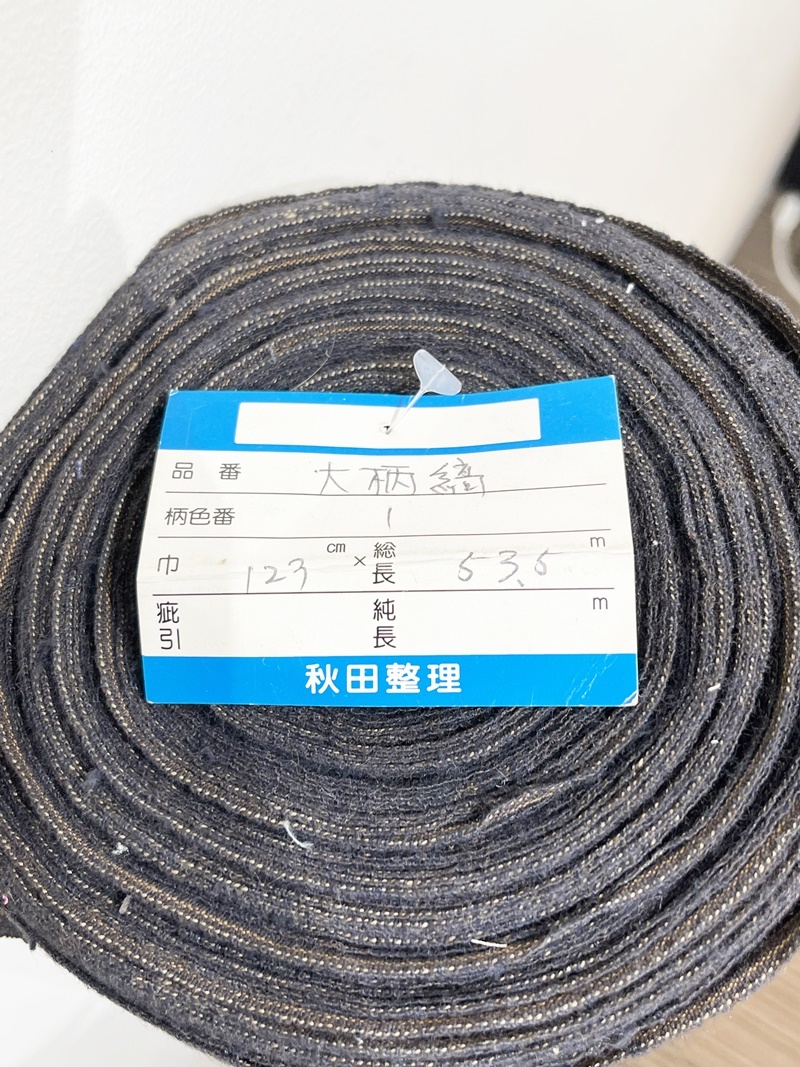 品番 大柄縞
柄色番 1
巾 123 cm × 総長 53.5 m
疵引 純長 m
秋田整理